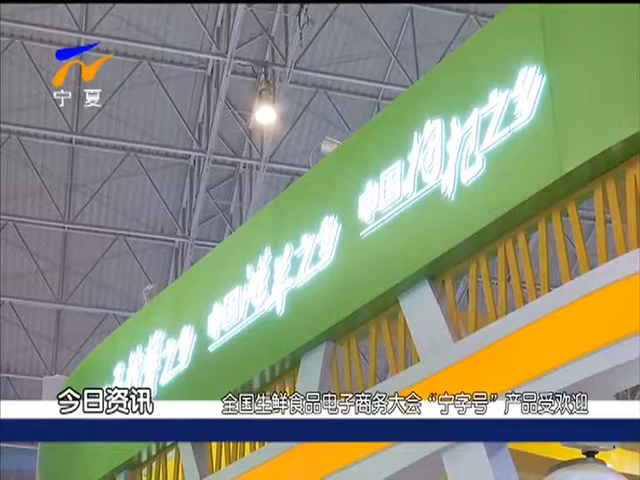 宁夏
中国枸杞之乡
中国滩羊之乡
之乡
今日资讯 全国生鲜食品电子商务大会“宁字号”产品受欢迎